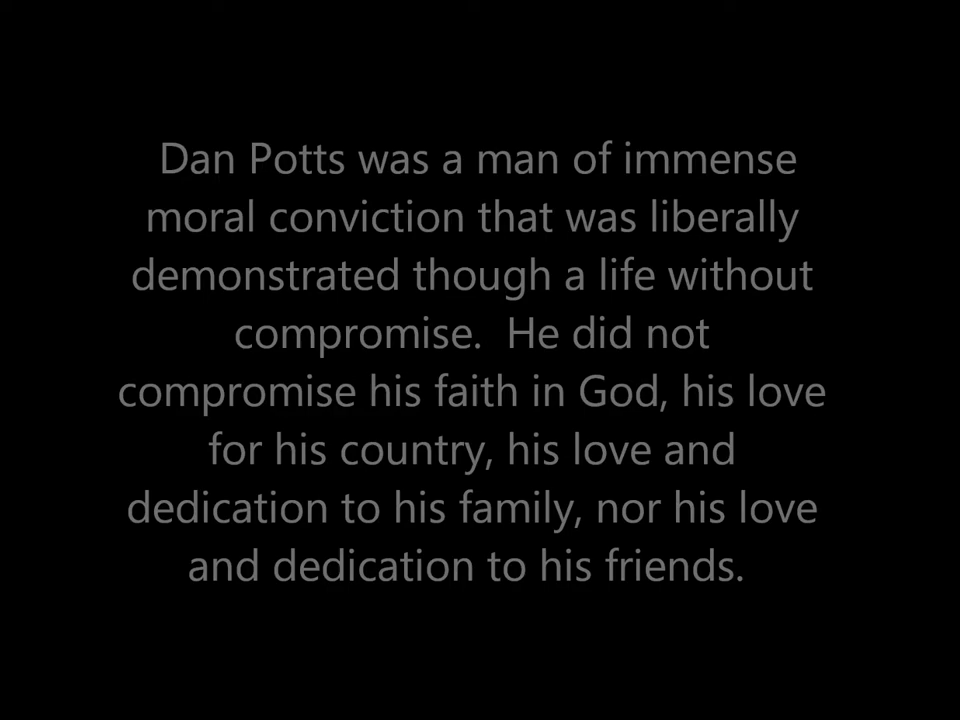 Dan Potts was a man of immense
moral conviction that was liberally
demonstrated though a life without
compromise.  He did not
compromise his faith in God, his love
for his country, his love and
dedication to his family, nor his love
and dedication to his friends.